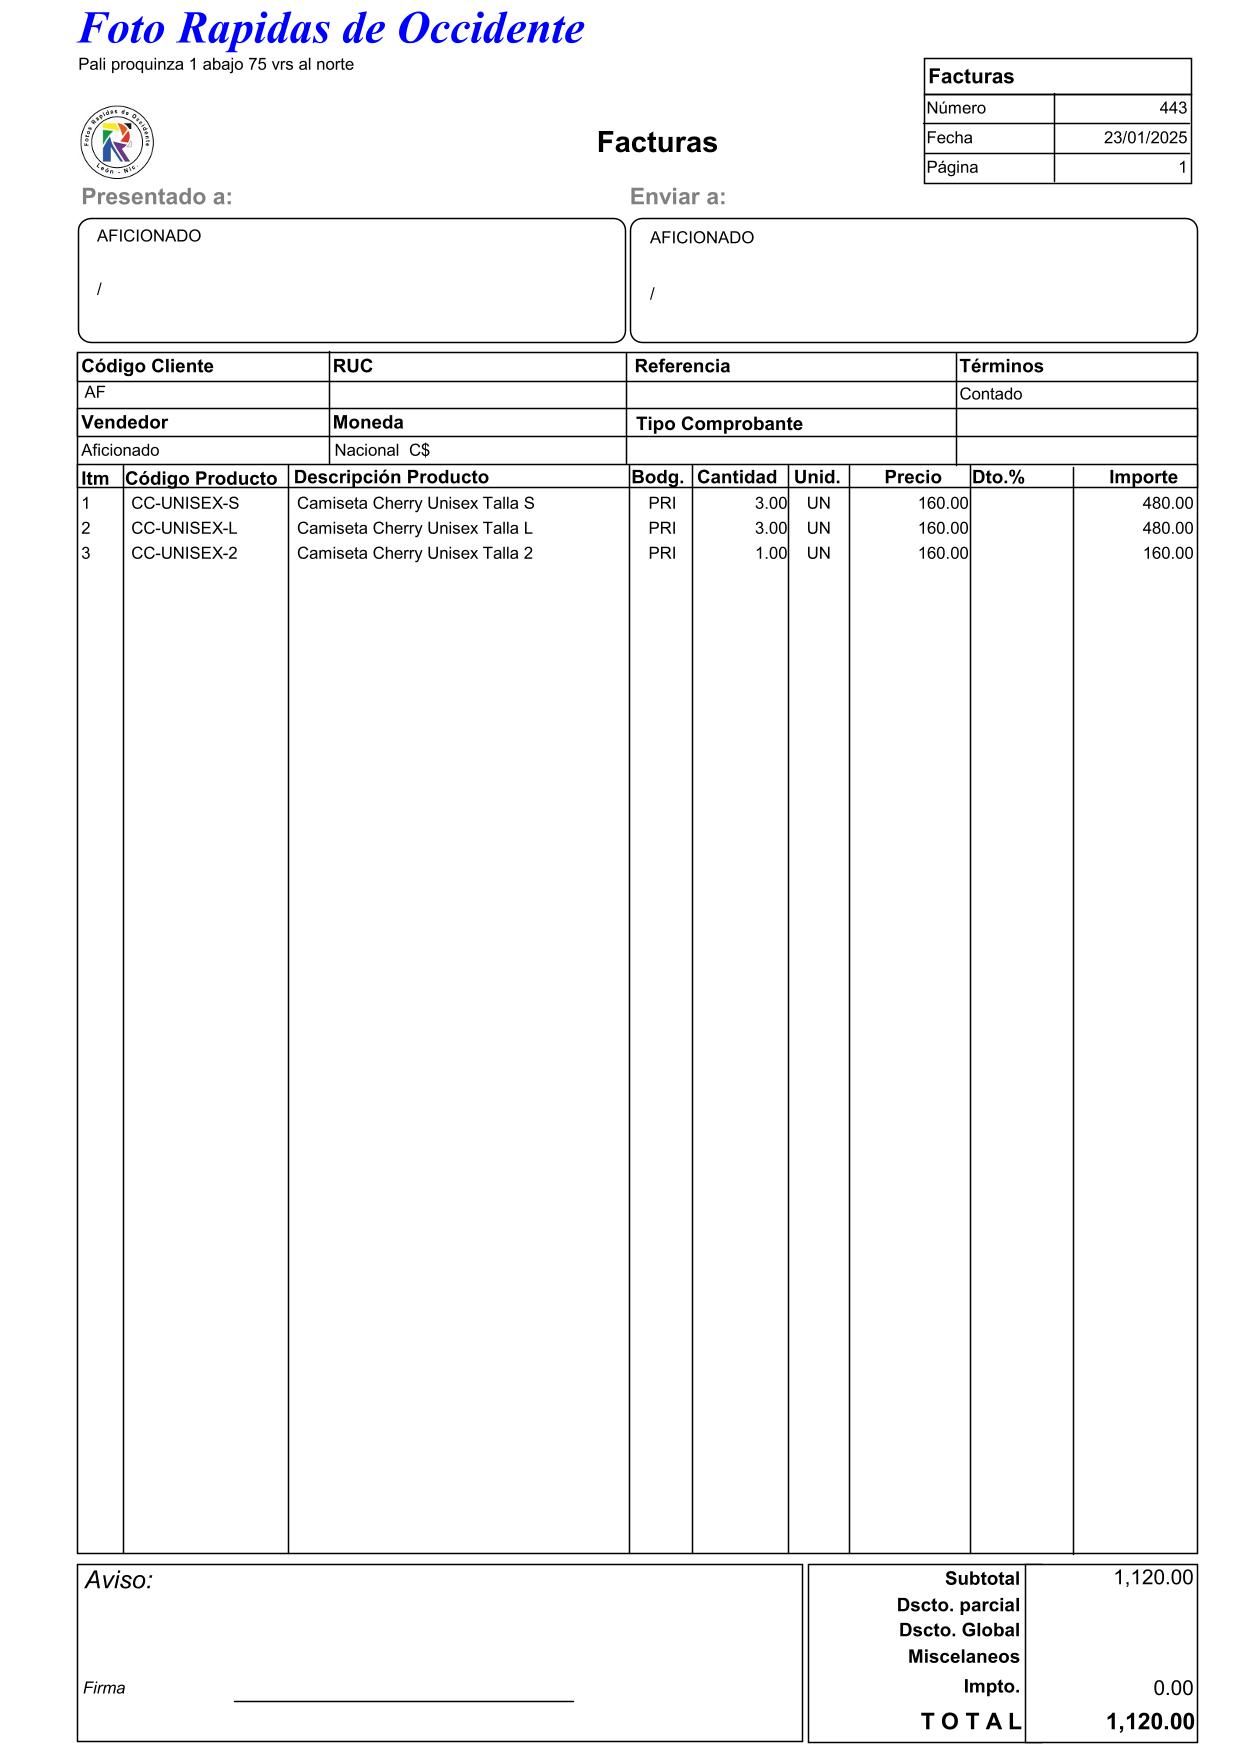 Foto Rapidas de Occidente
Pali proquinza 1 abajo 75 vrs al norte
Facturas
Número 443
Fecha 23/01/2025
Página 1
Fotos Rapidas de Occidente
León - Nic.
Facturas
Presentado a: Enviar a:
AFICIONADO AFICIONADO
/ /
Código Cliente RUC Referencia Términos
AF Contado
Vendedor Moneda Tipo Comprobante
Aficionado Nacional C$
Itm Código Producto Descripción Producto Bodg. Cantidad Unid. Precio Dto.% Importe
1 CC-UNISEX-S Camiseta Cherry Unisex Talla S PRI 3.00 UN 160.00 480.00
2 CC-UNISEX-L Camiseta Cherry Unisex Talla L PRI 3.00 UN 160.00 480.00
3 CC-UNISEX-2 Camiseta Cherry Unisex Talla 2 PRI 1.00 UN 160.00 160.00
Aviso:
Firma
Subtotal 1,120.00
Dscto. parcial
Dscto. Global
Miscelaneos
Impto. 0.00
T O T A L 1,120.00